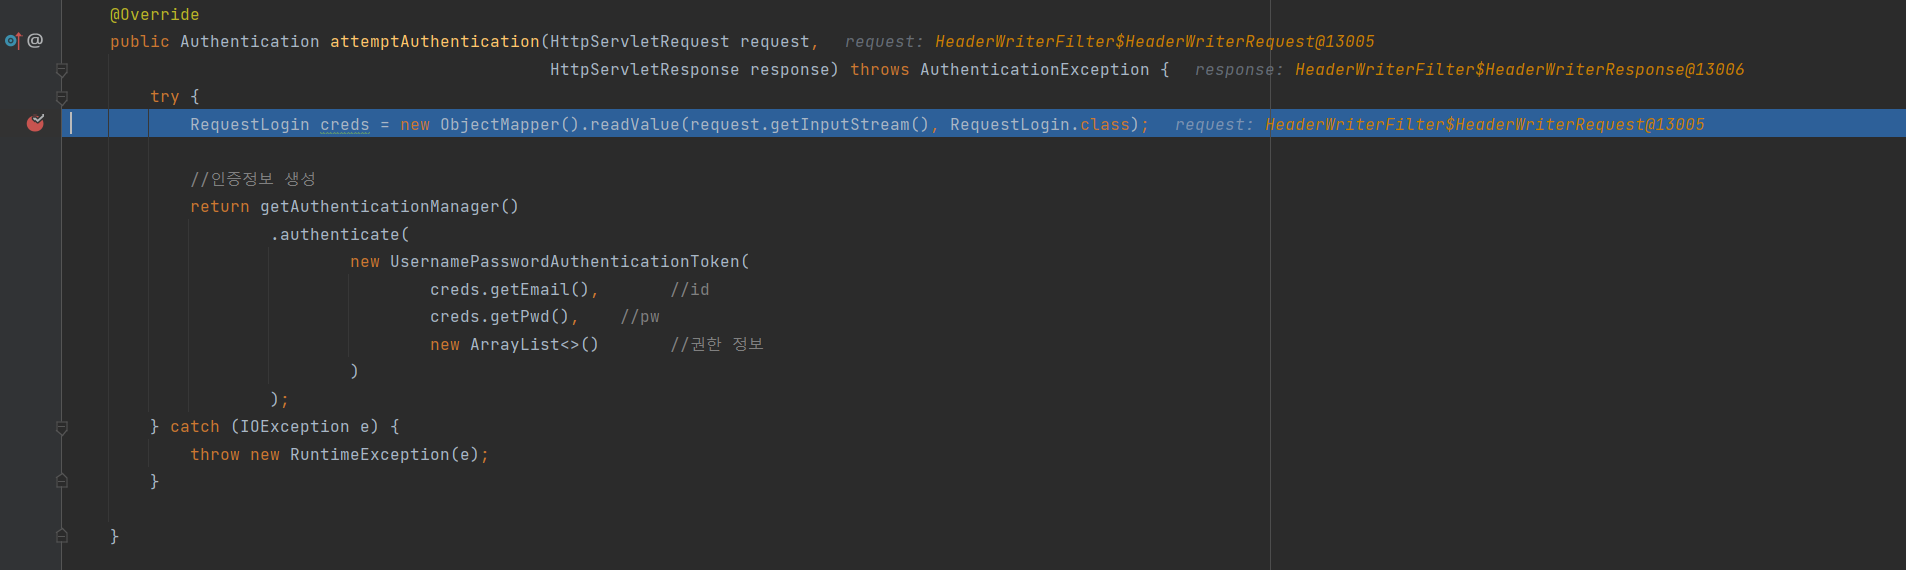 @Override
public Authentication attemptAuthentication(HttpServletRequest request, request: HeaderWriterFilter$HeaderWriterRequest@13005
HttpServletResponse response) throws AuthenticationException { response: HeaderWriterFilter$HeaderWriterResponse@13006
try {
RequestLogin creds = new ObjectMapper().readValue(request.getInputStream(), RequestLogin.class); request: HeaderWriterFilter$HeaderWriterRequest@13005
//인증정보 생성
return getAuthenticationManager()
.authenticate(
new UsernamePasswordAuthenticationToken(
creds.getEmail(), //id
creds.getPwd(), //pw
new ArrayList<>() //권한 정보
)
);
} catch (IOException e) {
throw new RuntimeException(e);
}
}